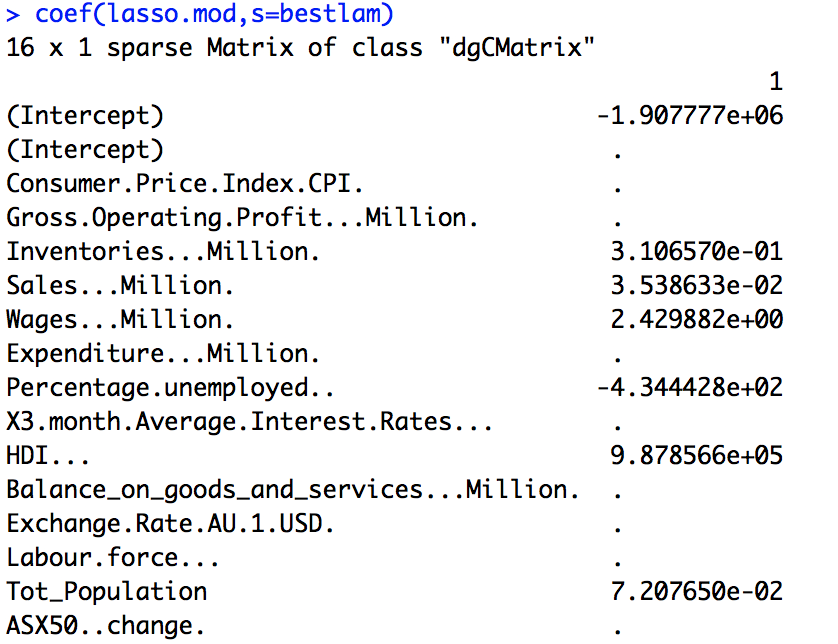 > coef(lasso.mod,s=bestlam)
16 x 1 sparse Matrix of class "dgCMatrix"
1
(Intercept) -1.907777e+06
(Intercept) .
Consumer.Price.Index.CPI. .
Gross.Operating.Profit...Million. .
Inventories...Million. 3.106570e-01
Sales...Million. 3.538633e-02
Wages...Million. 2.429882e+00
Expenditure...Million. .
Percentage.unemployed.. -4.344428e+02
X3.month.Average.Interest.Rates... .
HDI... 9.878566e+05
Balance_on_goods_and_services...Million. .
Exchange.Rate.AU.1.USD. .
Labour.force... .
Tot_Population 7.207650e-02
ASX50..change. .